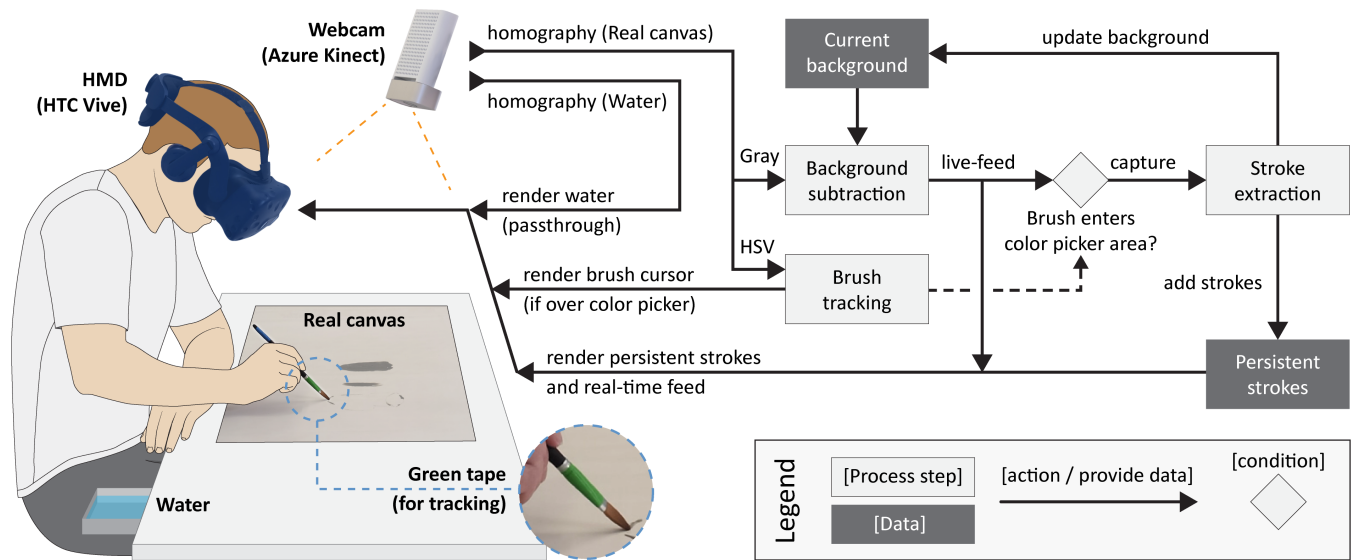 Webcam
(Azure Kinect)
HMD
(HTC Vive)
homography (Real canvas)
homography (Water)
Current
background
update background
Gray
Background
subtraction
live-feed
capture
Stroke
extraction
render water
(passthrough)
Brush enters
color picker area?
HSV
Brush
tracking
render brush cursor
(if over color picker)
add strokes
Real canvas
render persistent strokes
and real-time feed
Persistent
strokes
Green tape
(for tracking)
Water
Legend
[Process step]
[Data]
[action / provide data]
[condition]